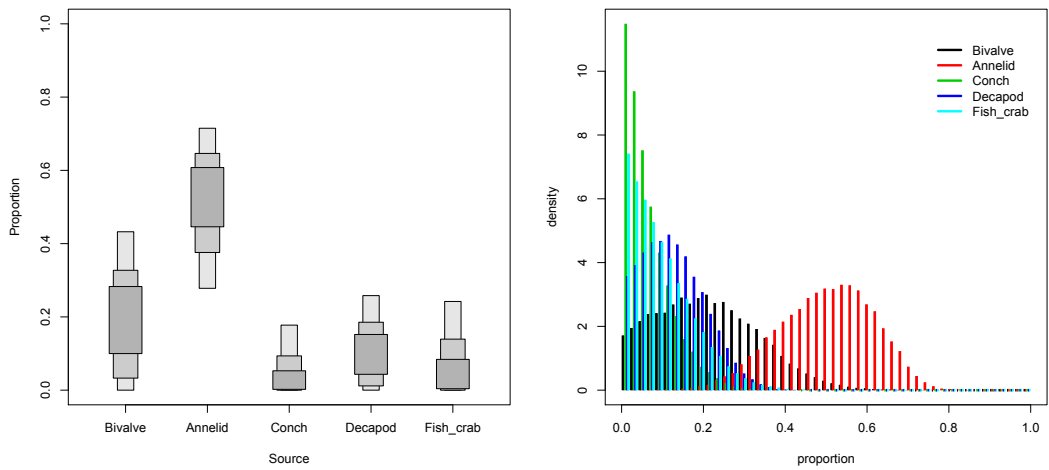 Proportion
1.0
0.8
0.6
0.4
0.2
0.0
Bivalve Annelid Conch Decapod Fish_crab
Source
density
10
8
6
4
2
0
Bivalve
Annelid
Conch
Decapod
Fish_crab
0.0 0.2 0.4 0.6 0.8 1.0
proportion